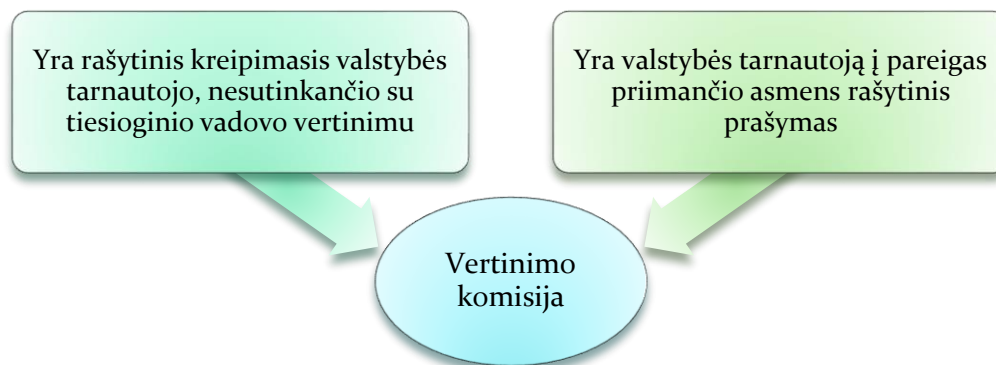 Yra rašytinis kreipimasis valstybės
tarnautojo, nesutinkančio su
tiesioginio vadovo vertinimu
Yra valstybės tarnautoją į pareigas
priimančio asmens rašytinis
prašymas
Vertinimo
komisija